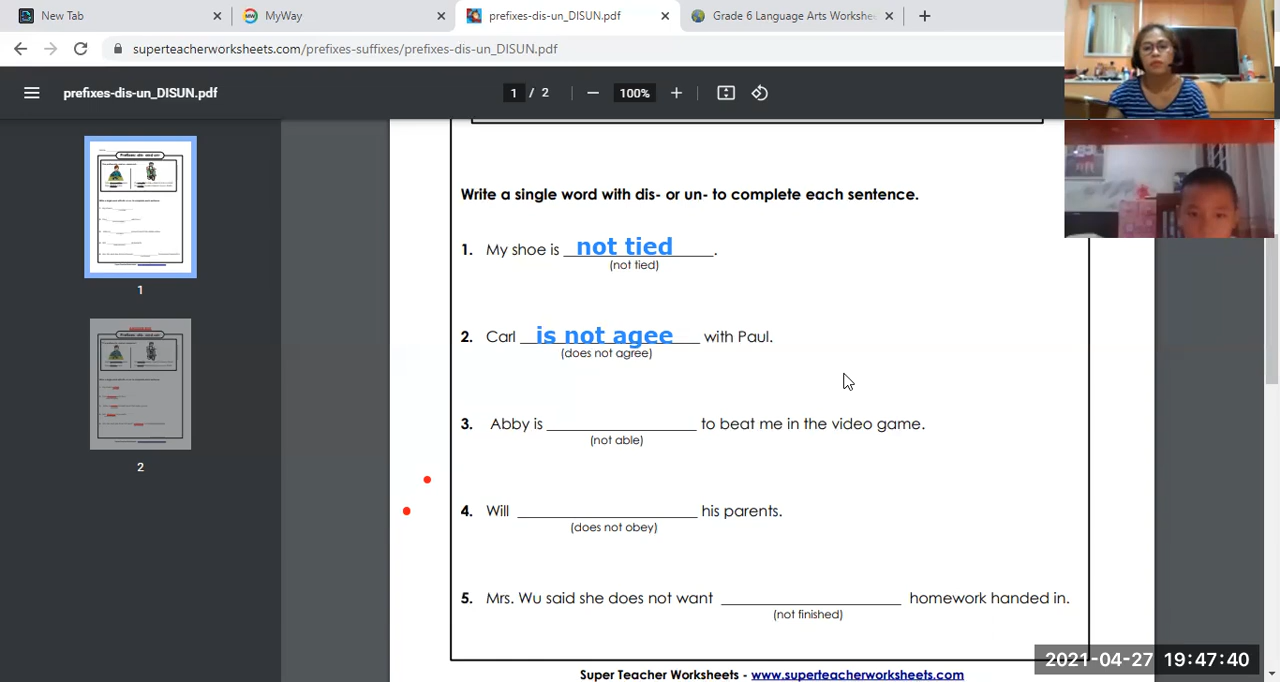 New Tab × MyWay × prefixes-dis-un_DISUN.pdf × Grade 6 Language Arts Workshe × +
superteacherworksheets.com/prefixes-suffixes/prefixes-dis-un_DISUN.pdf
prefixes-dis-un_DISUN.pdf 1 / 2 − 100% +
Write a single word with dis- or un- to complete each sentence.
1. My shoe is not tied.
(not tied)
2. Carl is not agee with Paul.
(does not agree)
3. Abby is ____________ to beat me in the video game.
(not able)
4. Will ____________ his parents.
(does not obey)
5. Mrs. Wu said she does not want ____________ homework handed in.
(not finished)
Super Teacher Worksheets - www.superteacherworksheets.com
1
2
2021-04-27 19:47:40